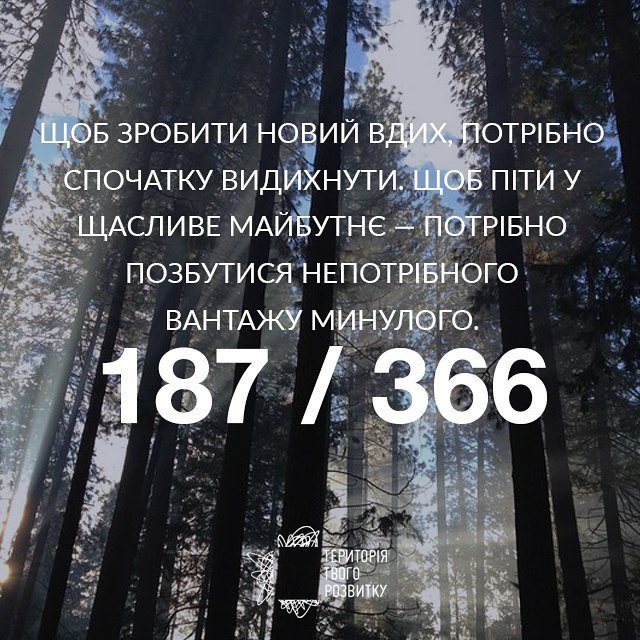 ЩОБ ЗРОБИТИ НОВИЙ ВДИХ, ПОТРІБНО
СПОЧАТКУ ВИДИХНУТИ. ЩОБ ПІТИ У
ЩАСЛИВЕ МАЙБУТНЄ — ПОТРІБНО
ПОЗБУТИСЯ НЕПОТРІБНОГО
ВАНТАЖУ МИНУЛОГО.
187 / 366
ТЕРИТОРІЯ
ТВОГО
РОЗВИТКУ